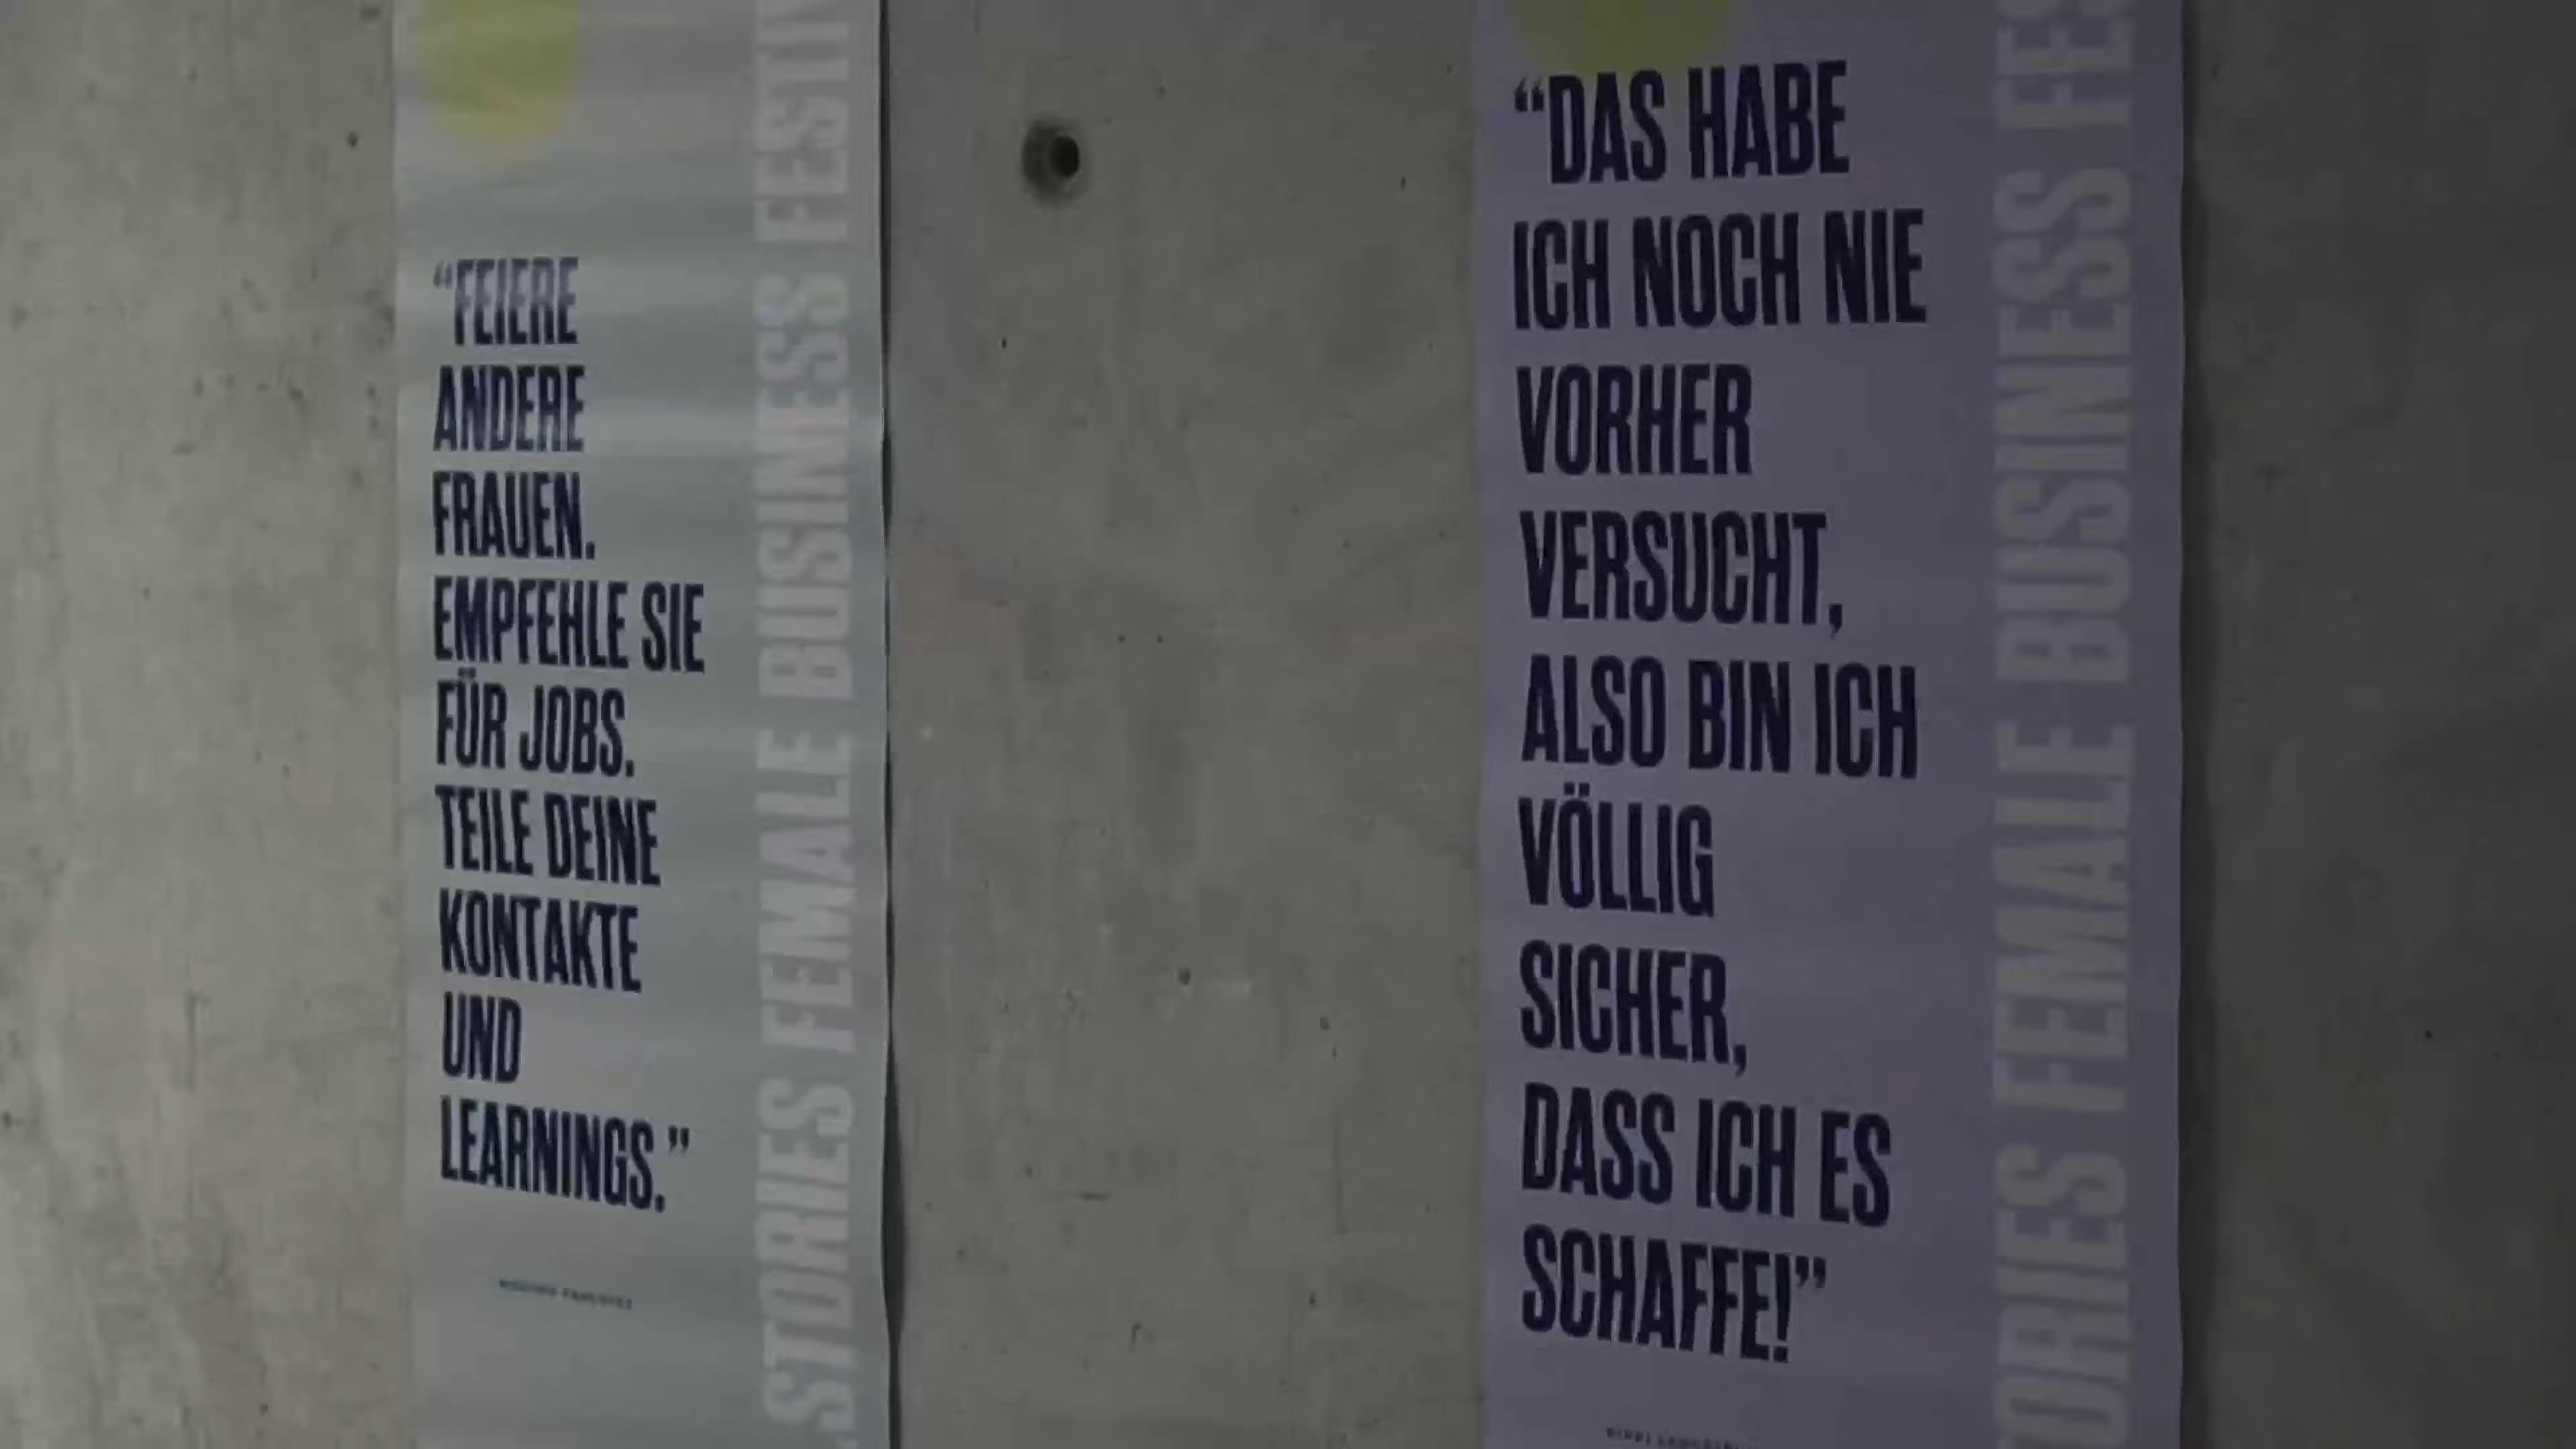 “FEIERE
ANDERE
FRAUEN.
EMPFEHLE SIE
FÜR JOBS.
TEILE DEINE
KONTAKTE
UND
LEARNINGS.”
STORIES FEMALE BUSINESS
“DAS HABE
ICH NOCH NIE
VORHER
VERSUCHT,
ALSO BIN ICH
VÖLLIG
SICHER,
DASS ICH ES
SCHAFFE!”
FEMALE BUSINESS